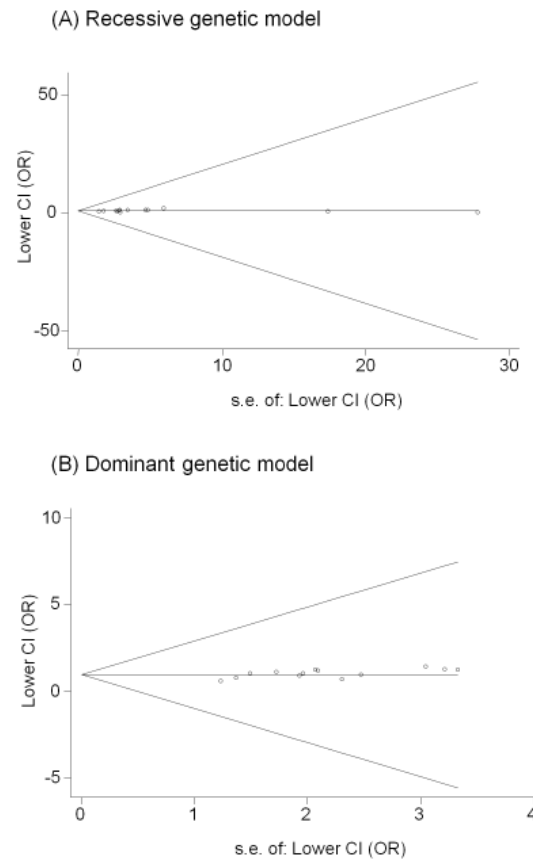 (A) Recessive genetic model
50
0
-50
Lower CI (OR)
0 10 20 30
s.e. of: Lower CI (OR)
(B) Dominant genetic model
10
5
0
-5
Lower CI (OR)
0 1 2 3 4
s.e. of: Lower CI (OR)